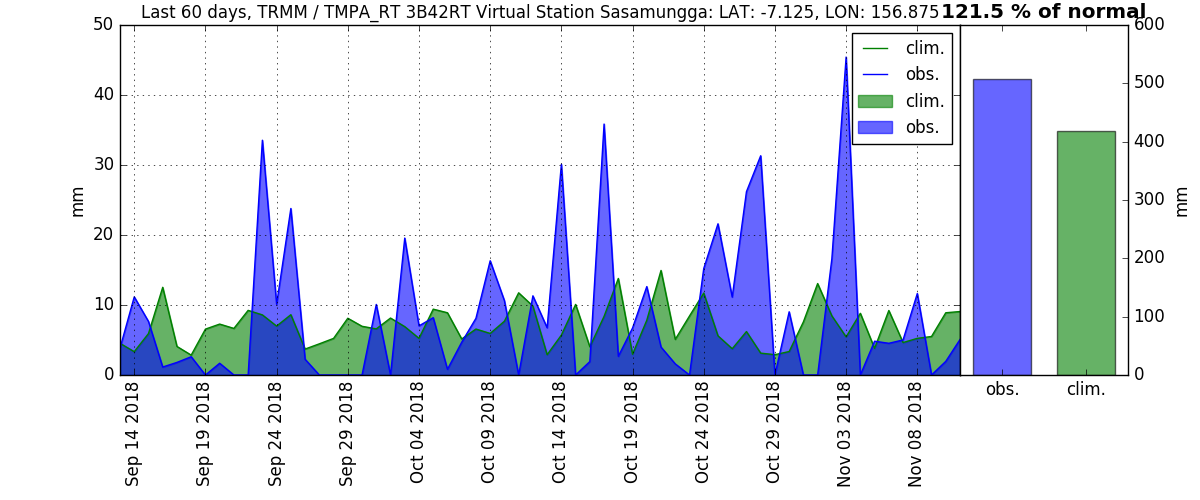 Last 60 days, TRMM / TMPA_RT 3B42RT Virtual Station Sasamungga: LAT: -7.125, LON: 156.875
121.5 % of normal
50
40
30
20
10
0
mm
clim.
obs.
clim.
obs.
600
500
400
300
200
100
0
mm
Sep 14 2018
Sep 19 2018
Sep 24 2018
Sep 29 2018
Oct 04 2018
Oct 09 2018
Oct 14 2018
Oct 19 2018
Oct 24 2018
Oct 29 2018
Nov 03 2018
Nov 08 2018
obs.
clim.